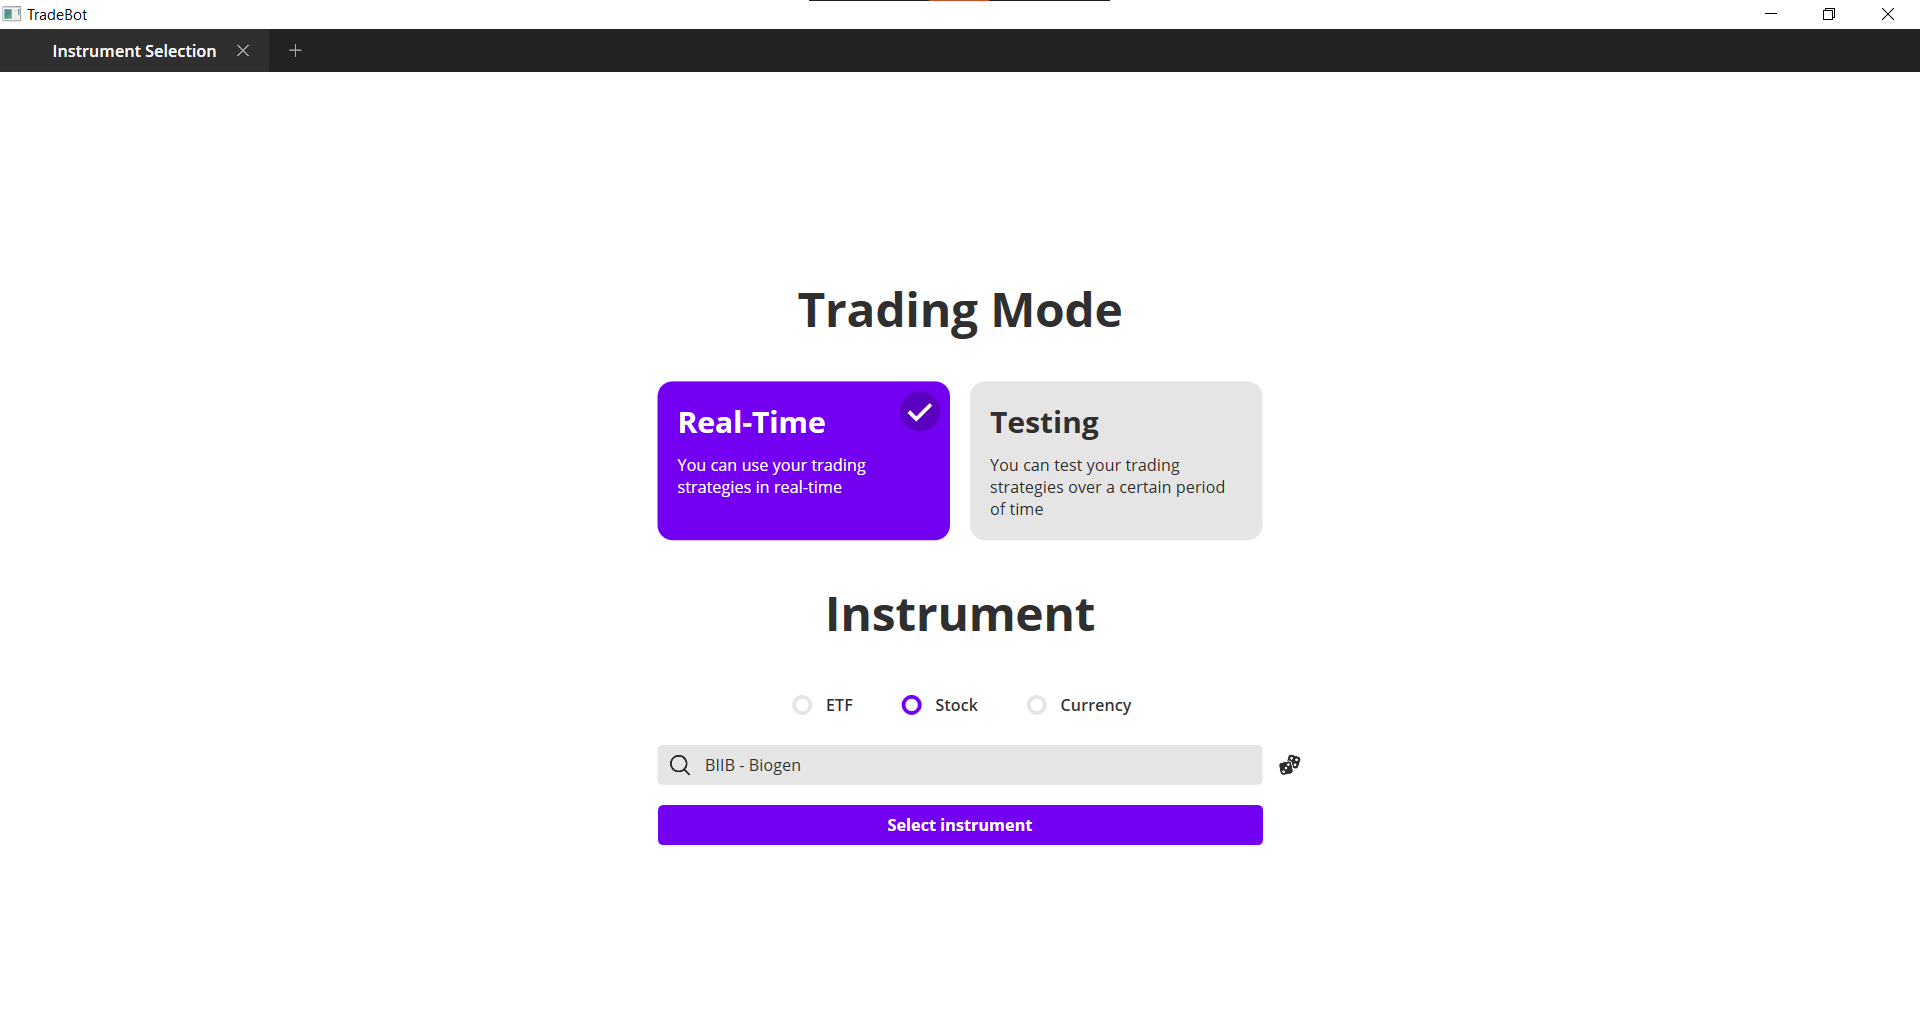 TradeBot
Instrument Selection
Trading Mode
Real-Time
You can use your trading
strategies in real-time
Testing
You can test your trading
strategies over a certain period
of time
Instrument
ETF
Stock
Currency
BIIB - Biogen
Select instrument